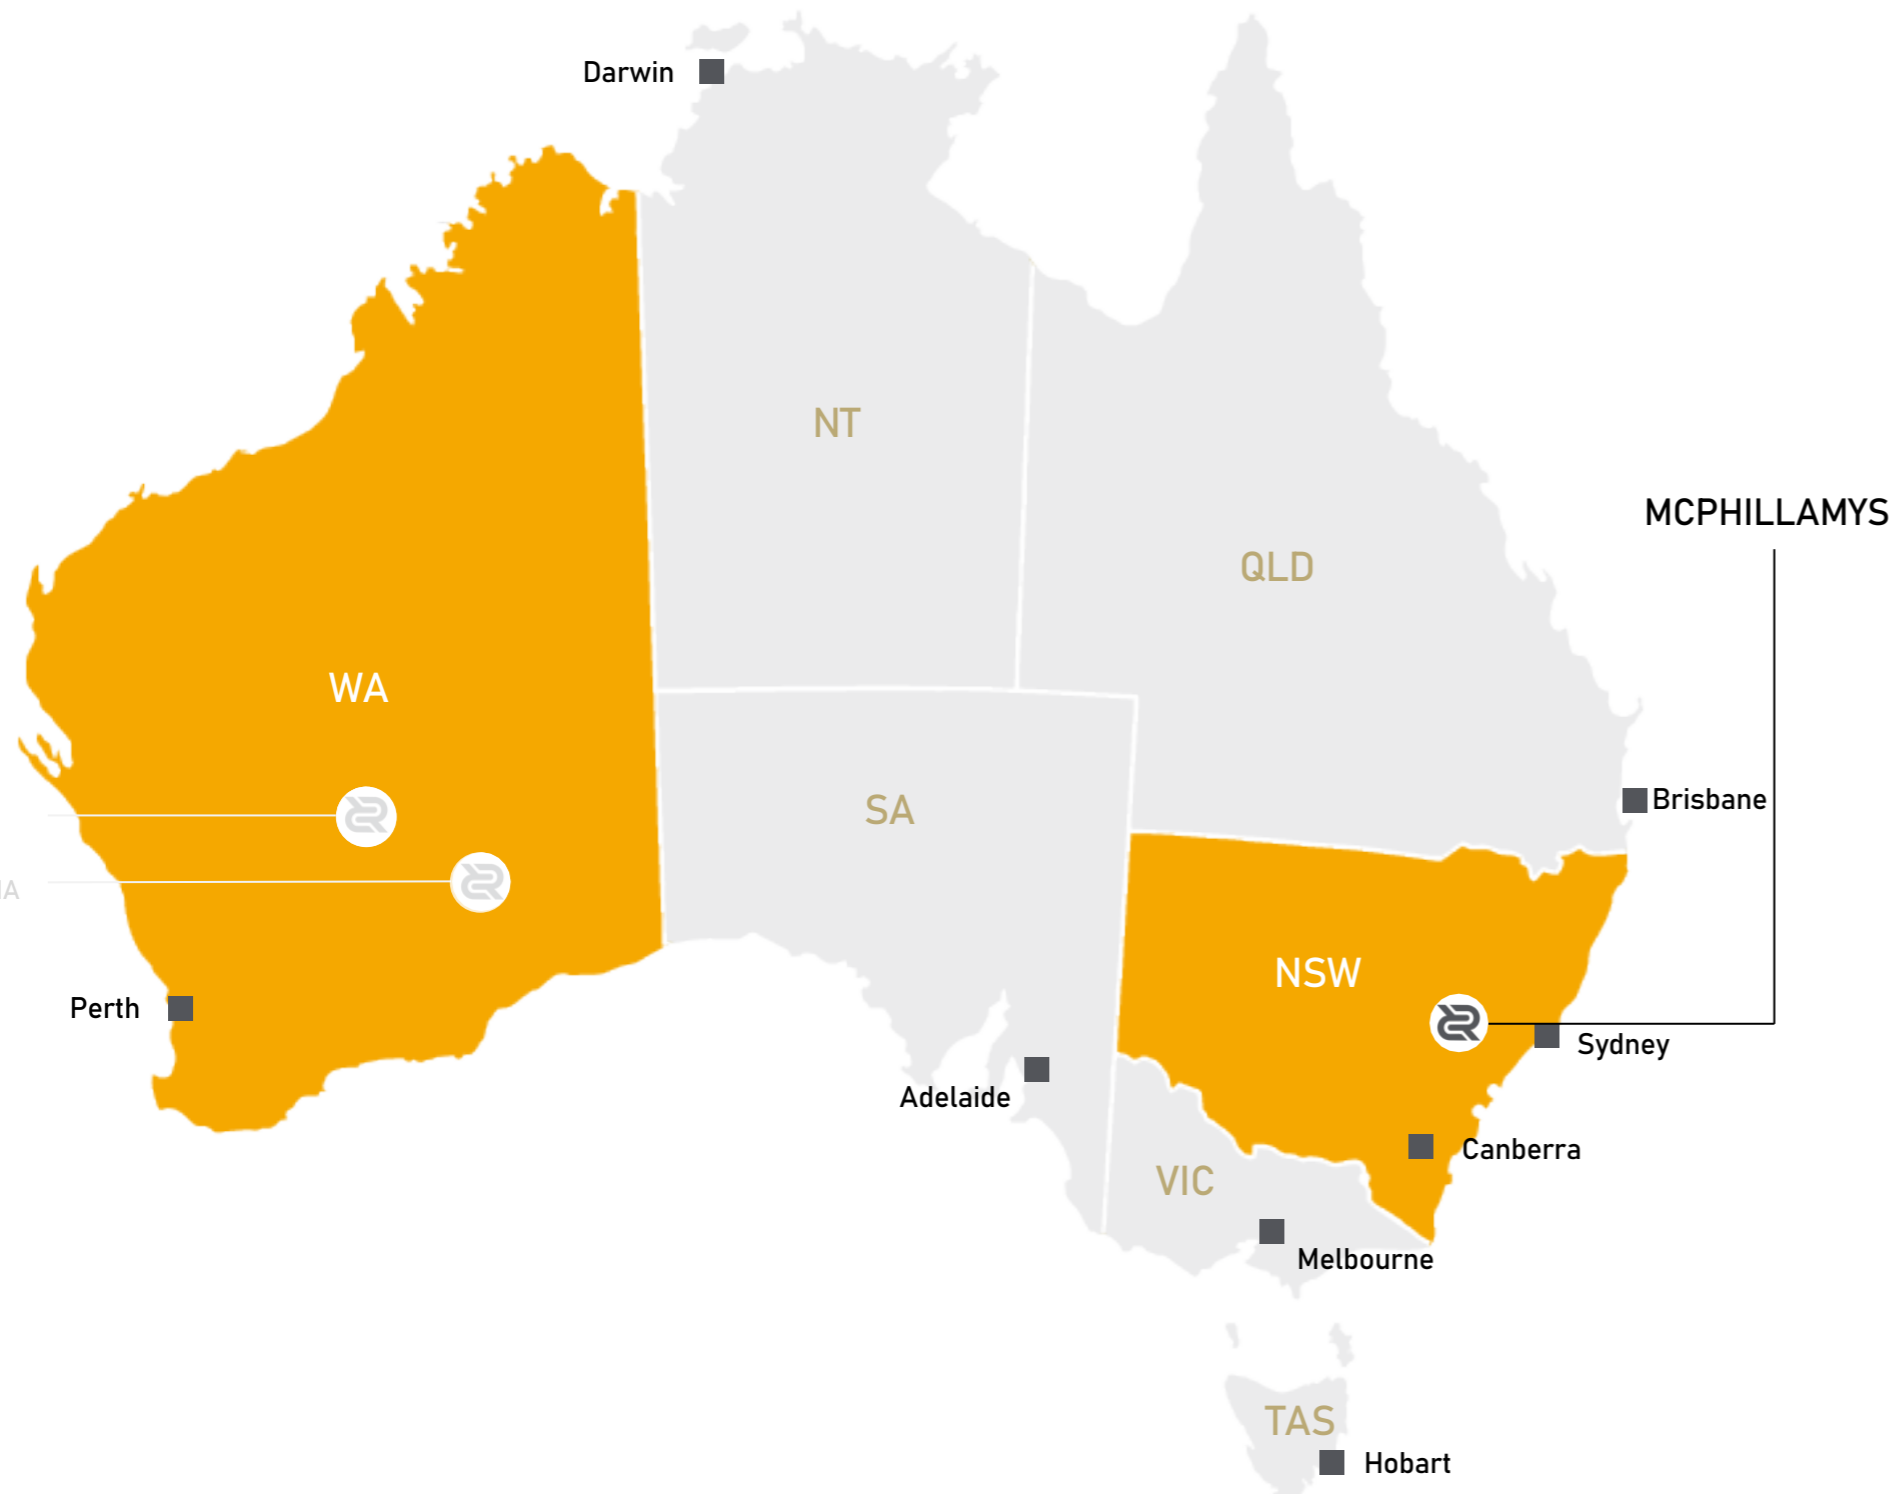 Darwin
NT
MCPHILLAMYS
QLD
WA
SA
Brisbane
NSW
Perth
Sydney
Adelaide
Canberra
VIC
Melbourne
TAS
Hobart